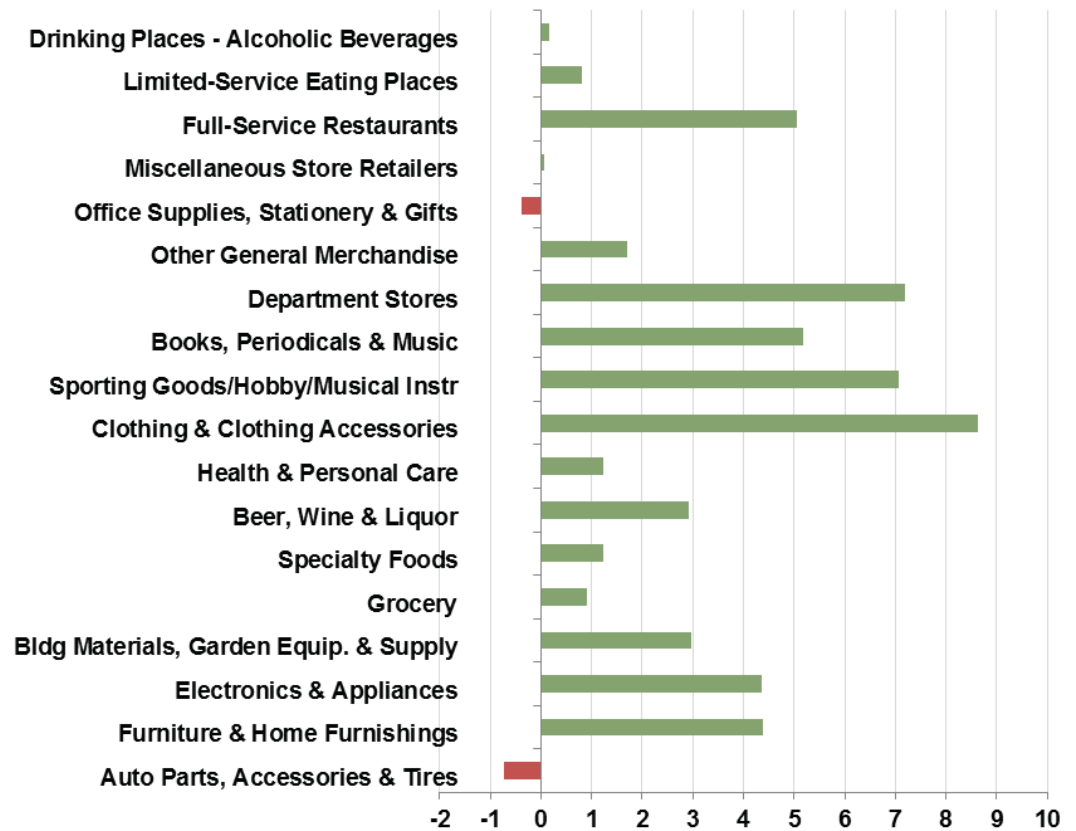 Drinking Places - Alcoholic Beverages
Limited-Service Eating Places
Full-Service Restaurants
Miscellaneous Store Retailers
Office Supplies, Stationery & Gifts
Other General Merchandise
Department Stores
Books, Periodicals & Music
Sporting Goods/Hobby/Musical Instr
Clothing & Clothing Accessories
Health & Personal Care
Beer, Wine & Liquor
Specialty Foods
Grocery
Bldg Materials, Garden Equip. & Supply
Electronics & Appliances
Furniture & Home Furnishings
Auto Parts, Accessories & Tires
-2 -1 0 1 2 3 4 5 6 7 8 9 10